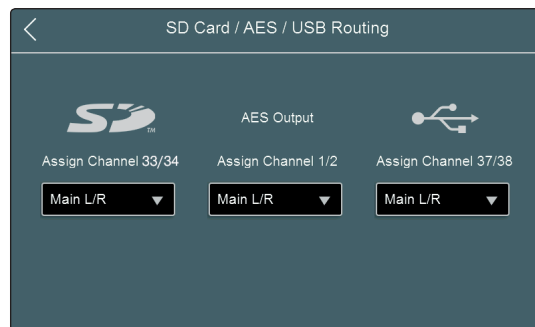 SD Card / AES / USB Routing
SD
TM
AES Output
Assign Channel 33/34
Assign Channel 1/2
Assign Channel 37/38
Main L/R
Main L/R
Main L/R